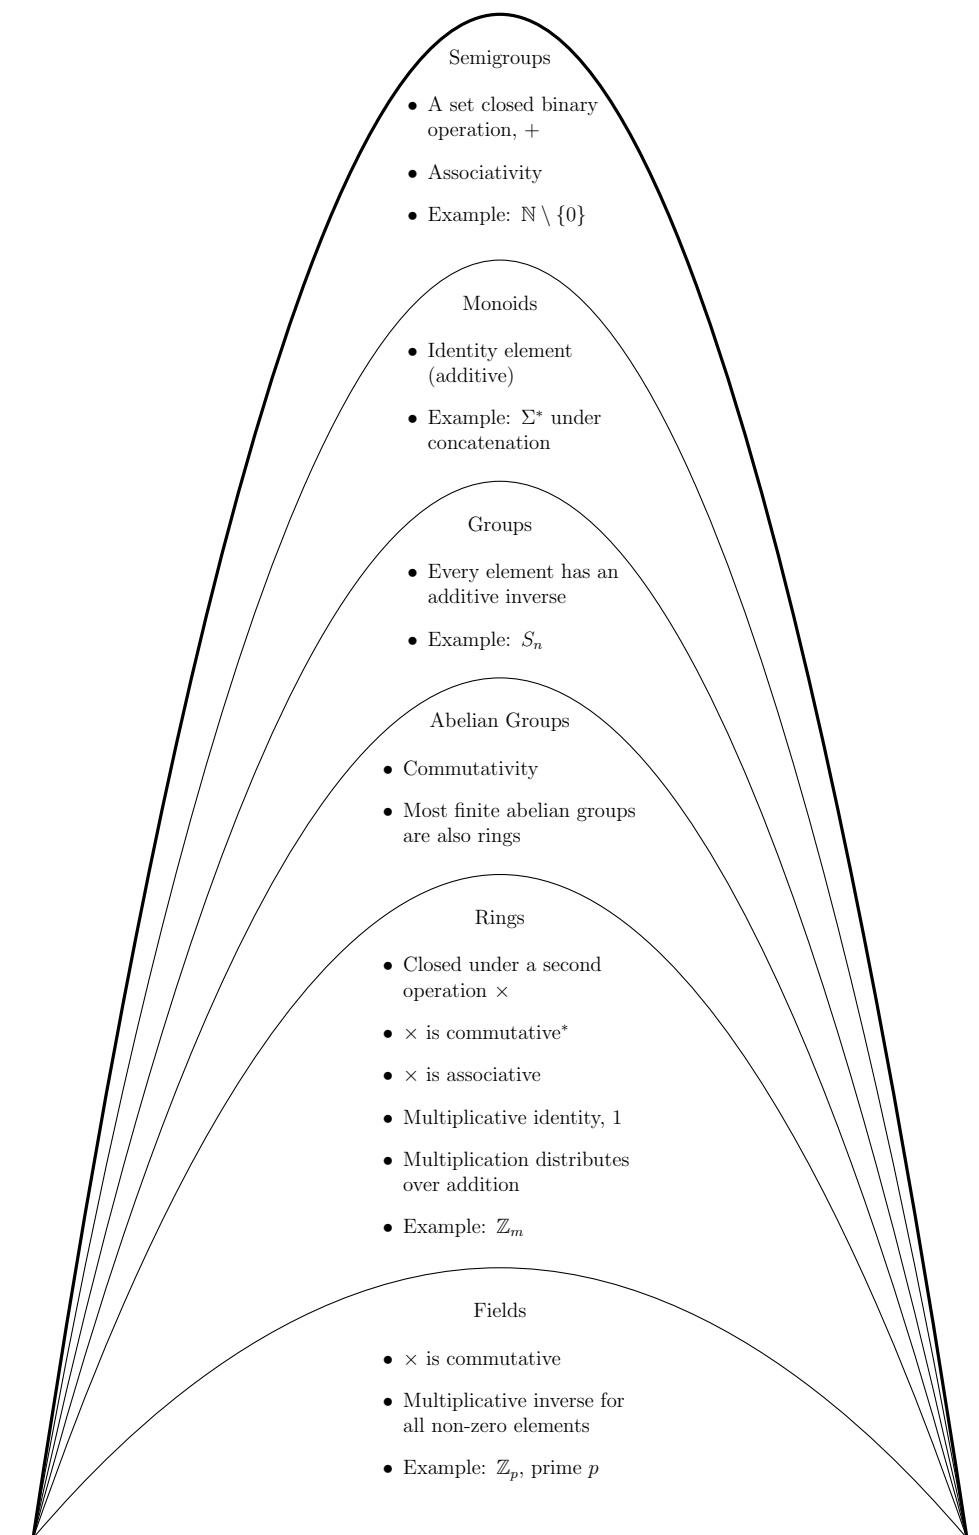 Semigroups
• A set closed binary
operation, +
• Associativity
• Example: ℕ \ {0}
Monoids
• Identity element
(additive)
• Example: Σ* under
concatenation
Groups
• Every element has an
additive inverse
• Example: Sₙ
Abelian Groups
• Commutativity
• Most finite abelian groups
are also rings
Rings
• Closed under a second
operation ×
• × is commutative*
• × is associative
• Multiplicative identity, 1
• Multiplication distributes
over addition
• Example: ℤₘ
Fields
• × is commutative
• Multiplicative inverse for
all non-zero elements
• Example: ℤₚ, prime p